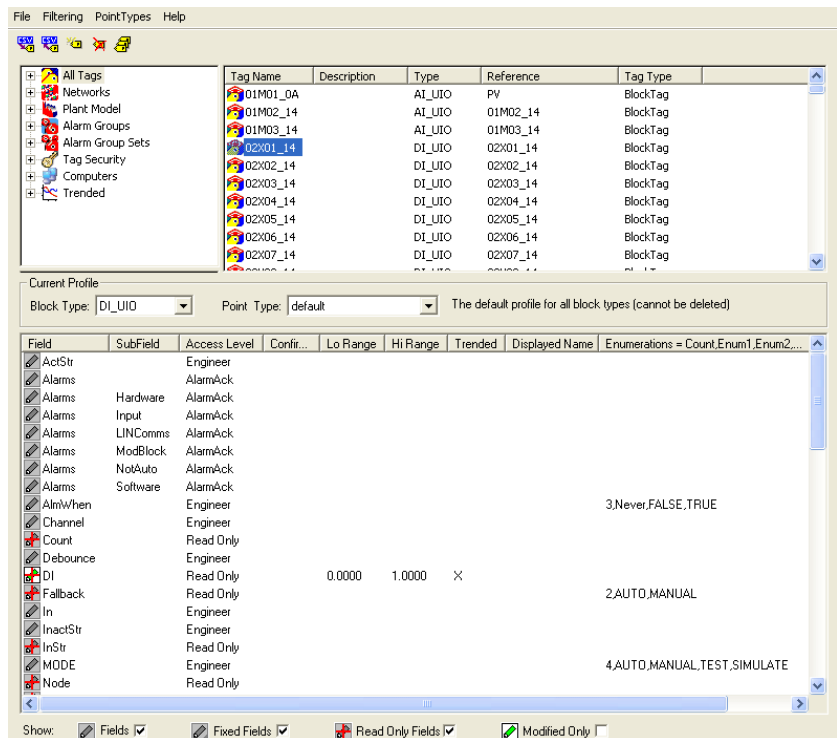 File Filtering PointTypes Help
All Tags
Networks
Plant Model
Alarm Groups
Alarm Group Sets
Tag Security
Computers
Trended
Tag Name Description Type Reference Tag Type
01M01_0A AI_UIO PV BlockTag
01M02_14 AI_UIO 01M02_14 BlockTag
01M03_14 AI_UIO 01M03_14 BlockTag
02X01_14 DI_UIO 02X01_14 BlockTag
02X02_14 DI_UIO 02X02_14 BlockTag
02X03_14 DI_UIO 02X03_14 BlockTag
02X04_14 DI_UIO 02X04_14 BlockTag
02X05_14 DI_UIO 02X05_14 BlockTag
02X06_14 DI_UIO 02X06_14 BlockTag
02X07_14 DI_UIO 02X07_14 BlockTag
Current Profile
Block Type: DI_UIO Point Type: default The default profile for all block types (cannot be deleted)
Field SubField Access Level Confir... Lo Range Hi Range Trended Displayed Name Enumerations = Count,Enum1,Enum2,...
ActStr Engineer
Alarms AlarmAck
Alarms Hardware AlarmAck
Alarms Input AlarmAck
Alarms LINComms AlarmAck
Alarms ModBlock AlarmAck
Alarms NotAuto AlarmAck
Alarms Software AlarmAck
AlmWhen Engineer 3,Never,FALSE,TRUE
Channel Engineer
Count Read Only
Debounce Engineer
DI Read Only 0.0000 1.0000 X
Fallback Read Only 2,AUTO,MANUAL
In Engineer
InactStr Engineer
InStr Read Only
MODE Engineer 4,AUTO,MANUAL,TEST,SIMULATE
Node Read Only
Show: Fields Fixed Fields Read Only Fields Modified Only